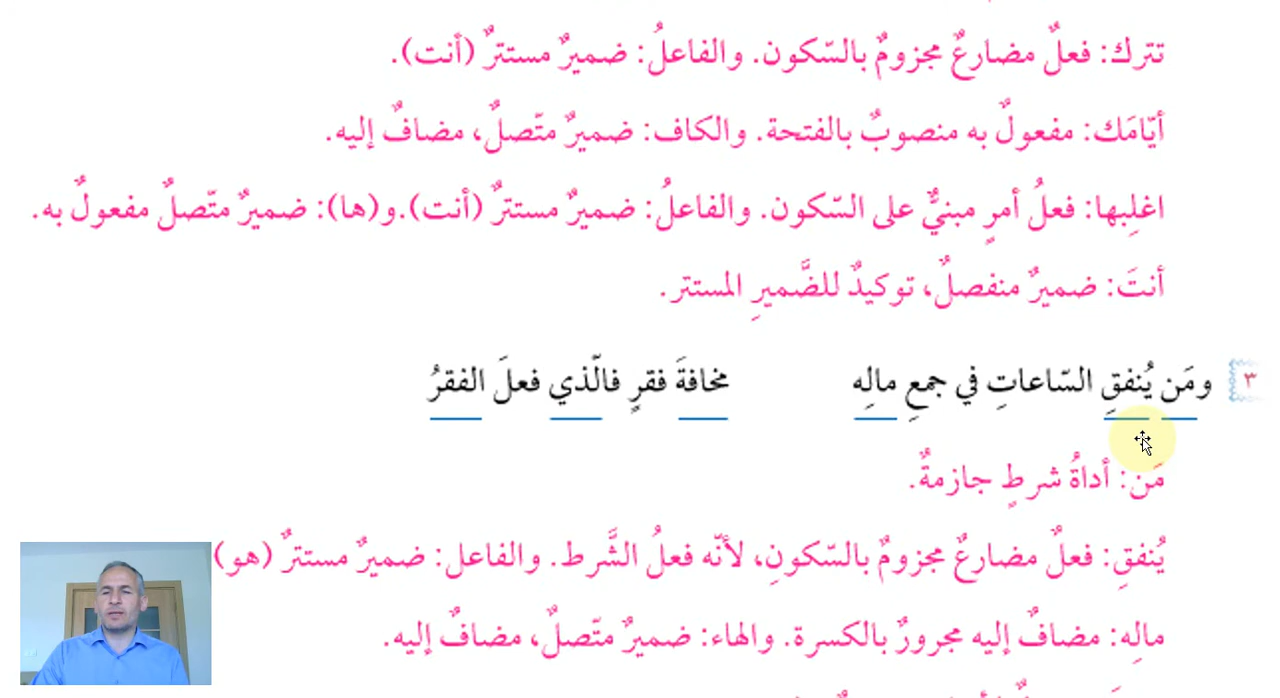 تترك: فعلٌ مضارعٌ مجزومٌ بالسّكون. والفاعلُ: ضميرٌ مستترٌ (أنت).
أيّامَك: مفعولٌ به منصوبٌ بالفتحة. والكاف: ضميرٌ متّصلٌ، مضافٌ إليه.
اغلِبها: فعلُ أمرٍ مبنيٌّ على السّكون. والفاعلُ: ضميرٌ مستترٌ (أنت).و(ها): ضميرٌ متّصلٌ مفعولٌ به.
أنتَ: ضميرٌ منفصلٌ، توكيدٌ للضَّميرِ المستتر.
٣ ومَن يُنفقِ السّاعاتِ في جمعِ مالِه مخافةَ فقرٍ فالّذي فعلَ الفقرُ
مَن: أداةُ شرطٍ جازمةٌ.
يُنفقِ: فعلٌ مضارعٌ مجزومٌ بالسّكونِ، لأنّه فعلُ الشَّرط. والفاعل: ضميرٌ مستترٌ (هو)
مالِه: مضافٌ إليه مجرورٌ بالكسرة. والهاء: ضميرٌ متّصلٌ، مضافٌ إليه.